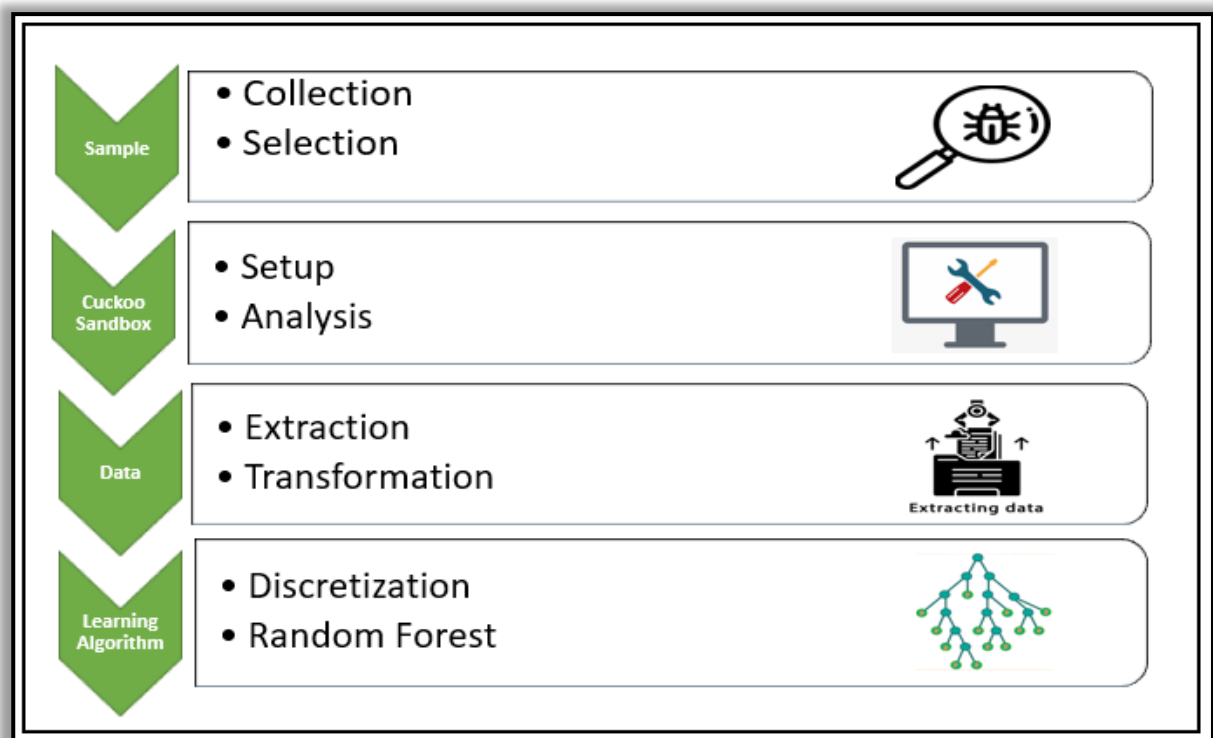 Sample
• Collection
• Selection
Cuckoo
Sandbox
• Setup
• Analysis
Data
• Extraction
• Transformation
Extracting data
Learning
Algorithm
• Discretization
• Random Forest